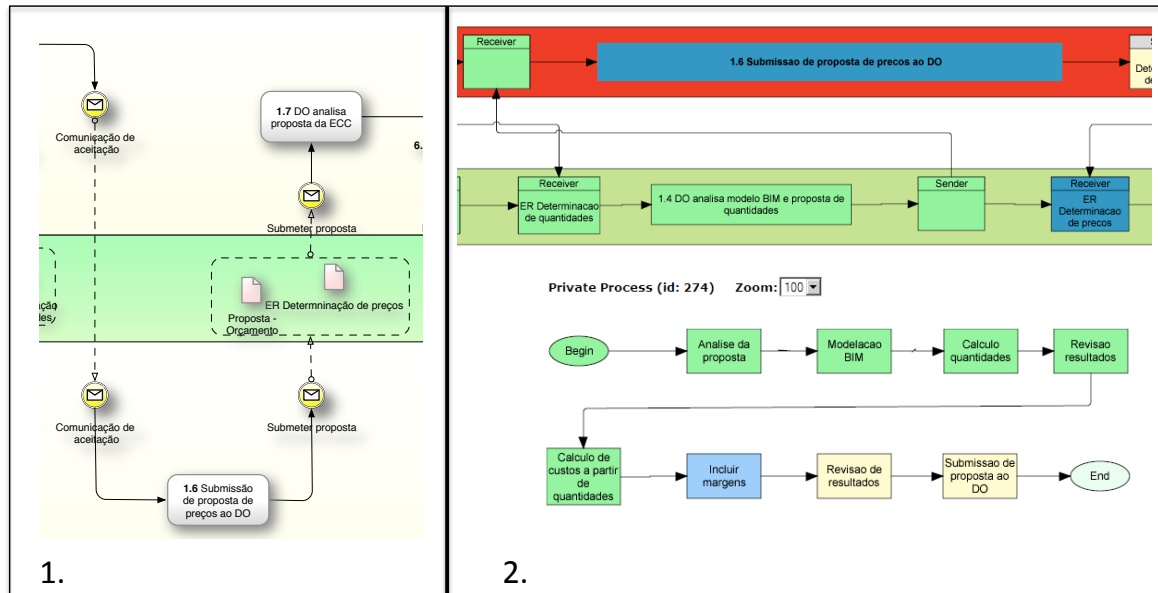 Comunicação de
aceitação
1.7 DO analisa
proposta da ECC
6.
Submeter proposta
ção
des
ER Determninação de preços
Proposta -
Orçamento
Comunicação de
aceitação
Submeter proposta
1.6 Submissão
de proposta de
preços ao DO
1.
Receiver
1.6 Submissao de proposta de precos ao DO
S
Dete
de
Receiver
ER Determinacao
de quantidades
1.4 DO analisa modelo BIM e proposta de
quantidades
Sender
Receiver
ER
Determinacao
de precos
Private Process (id: 274) Zoom: 100
Begin
Analise da
proposta
Modelacao
BIM
Calculo
quantidades
Revisao
resultados
Calculo de
custos a partir
de
quantidades
Incluir
margens
Revisao de
resultados
Submissao de
proposta ao
DO
End
2.